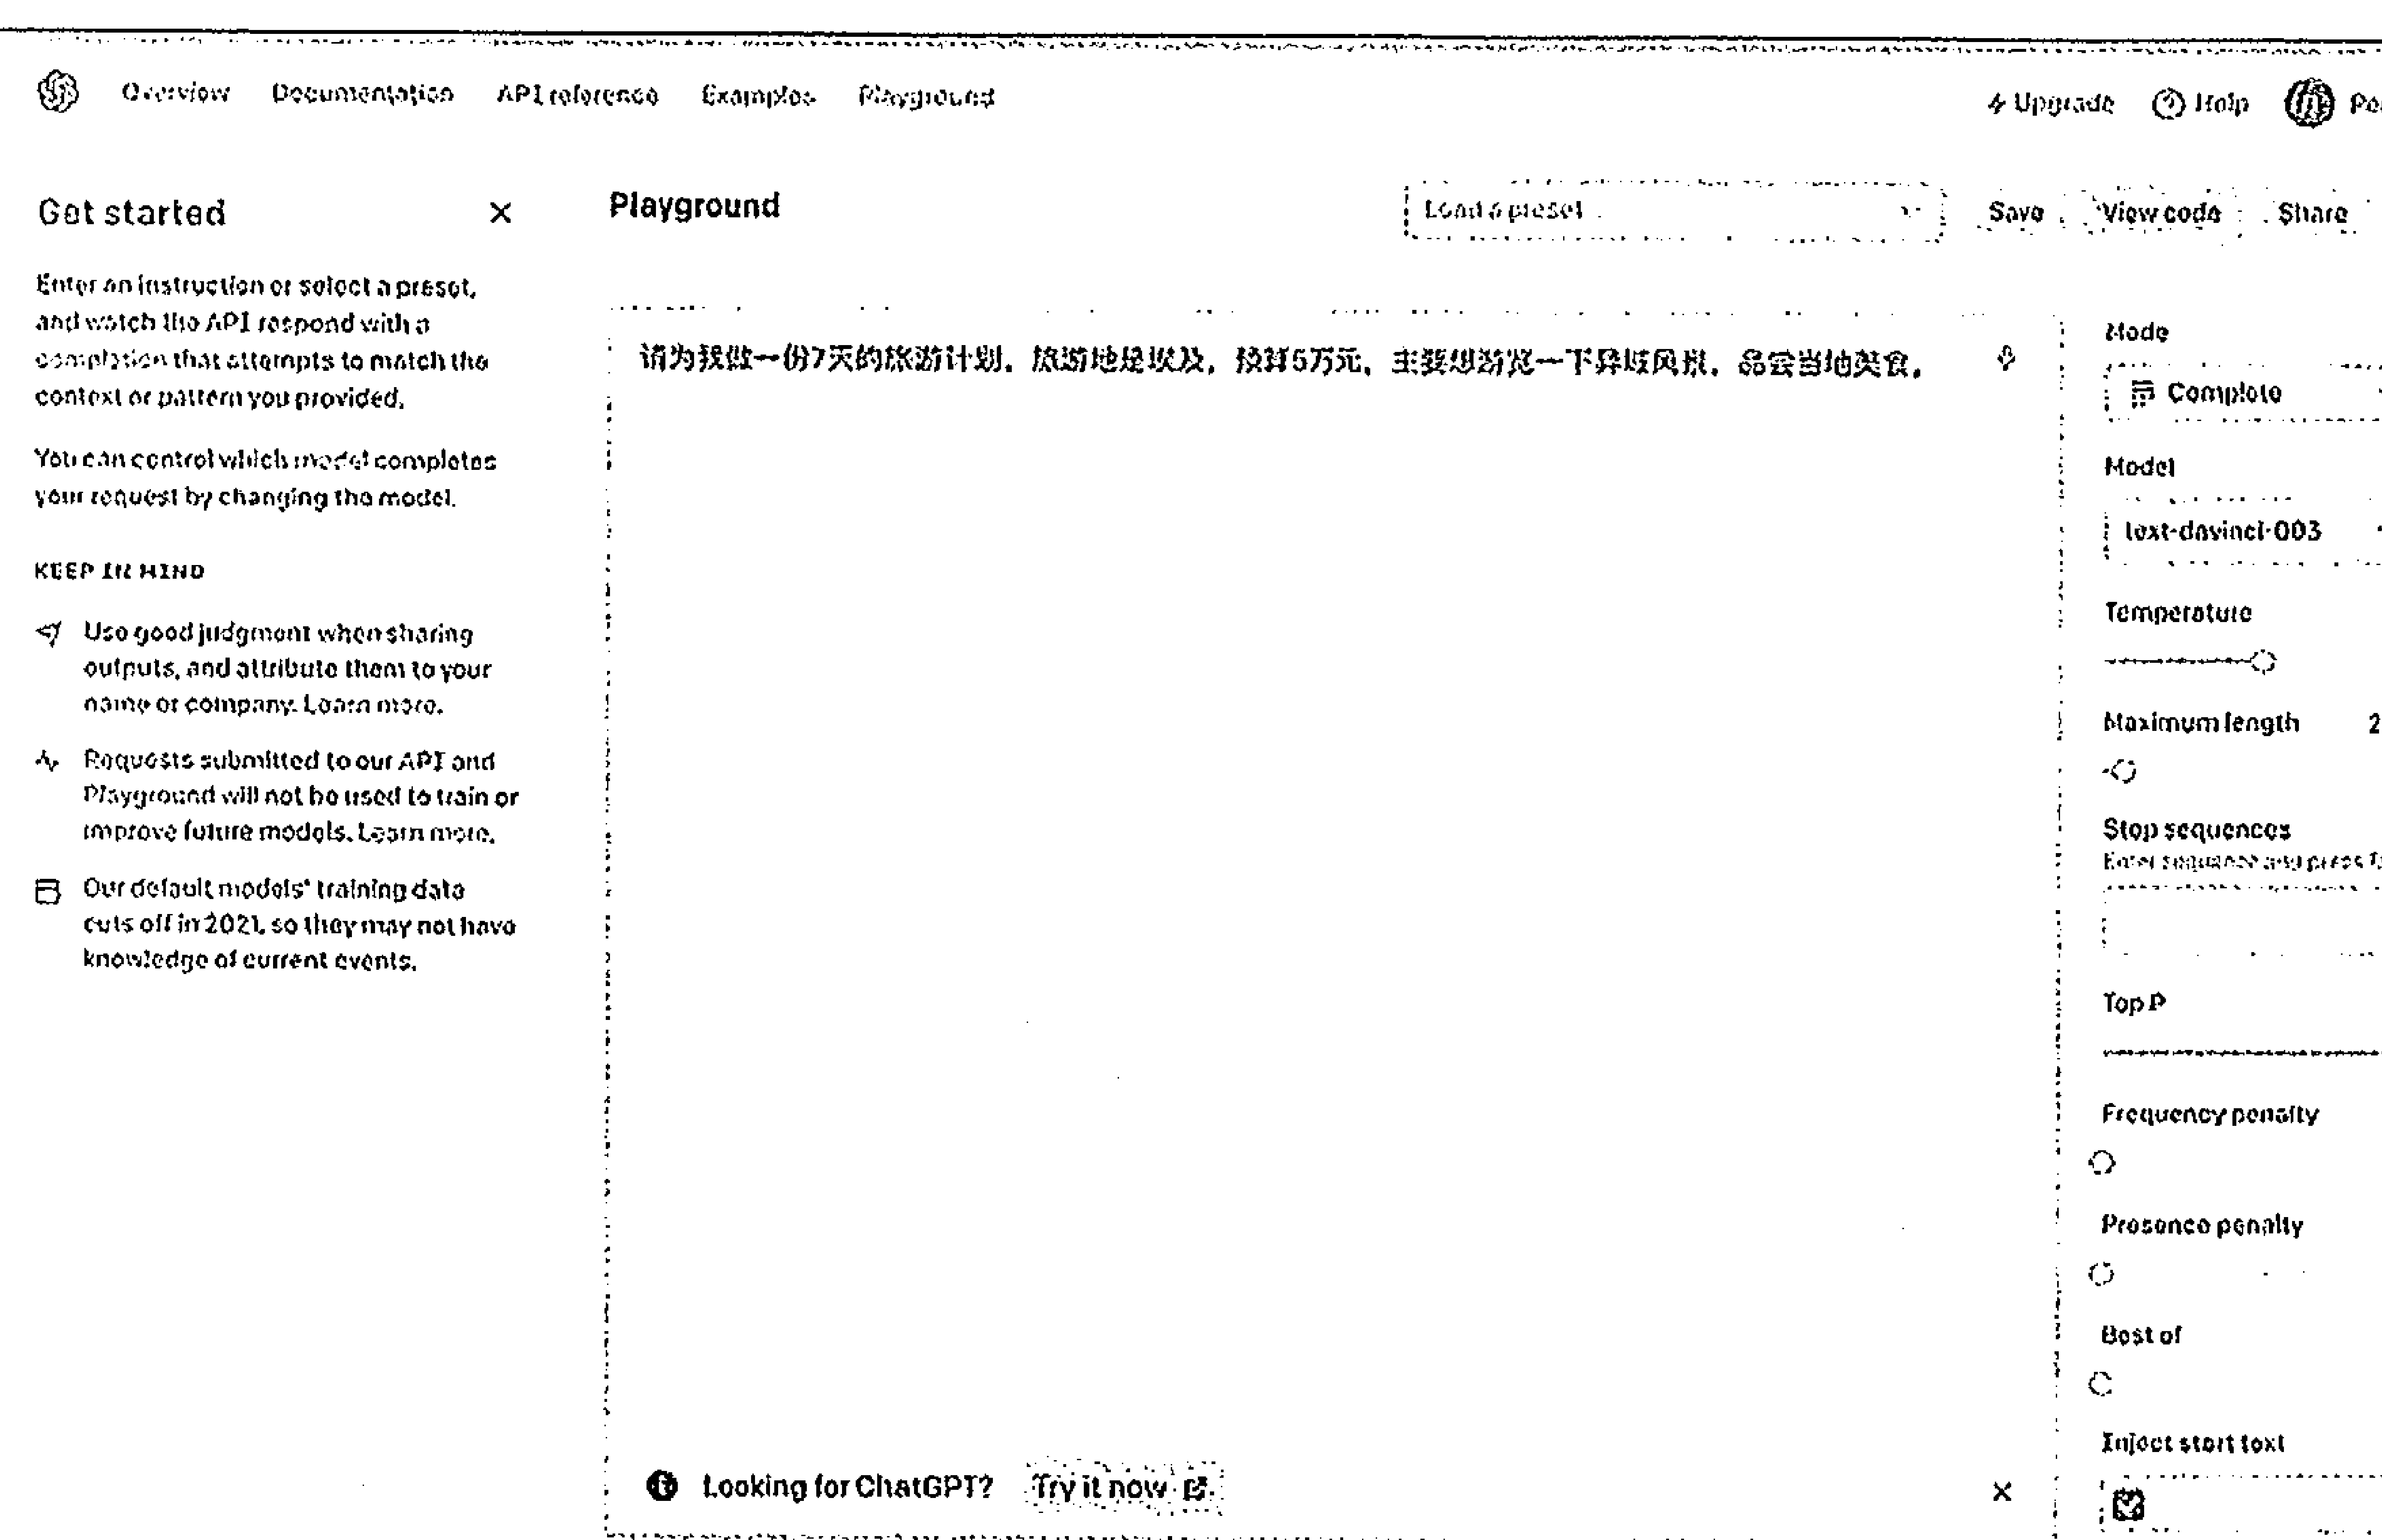 Overview Documentation API reference Examples Playground
Upgrade Help
Get started
Enter an instruction or select a preset,
and watch the API respond with a
completion that attempts to match the
context or pattern you provided.
You can control which model completes
your request by changing the model.
KEEP IN MIND
Use good judgment when sharing
outputs, and attribute them to your
name or company. Learn more.
Requests submitted to our API and
Playground will not be used to train or
improve future models. Learn more.
Our default models' training data
cuts off in 2021, so they may not have
knowledge of current events.
Playground
Load a preset
Save View code Share
请为我做一份7天的旅游计划，旅游地是埃及，预算5万元，主要想游览一下异域风景，品尝当地美食。
Looking for ChatGPT? Try it now
Mode
Complete
Model
text-davinci-003
Temperature
Maximum length 2
Stop sequences
Enter sequence and press
Top P
Frequency penalty
Presence penalty
Best of
Inject start text